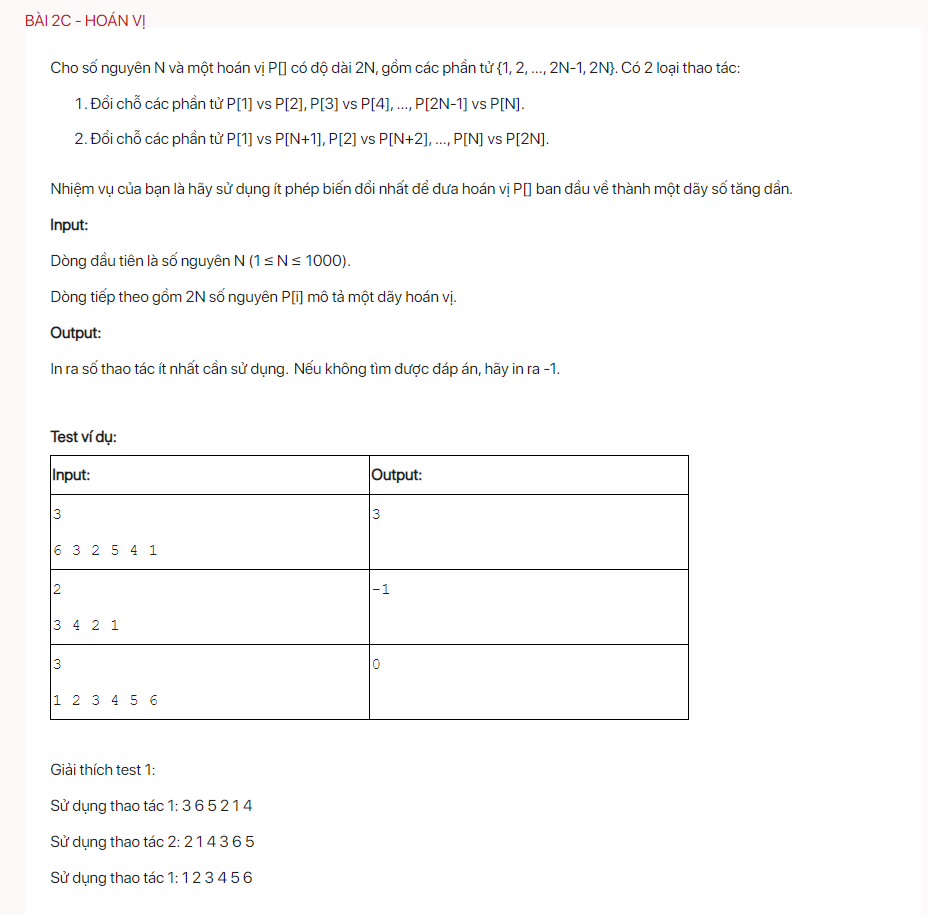 BÀI 2C - HOÁN VỊ
Cho số nguyên N và một hoán vị P[] có độ dài 2N, gồm các phần tử {1, 2, ..., 2N-1, 2N}. Có 2 loại thao tác:
1. Đổi chỗ các phần tử P[1] vs P[2], P[3] vs P[4], ..., P[2N-1] vs P[N].
2. Đổi chỗ các phần tử P[1] vs P[N+1], P[2] vs P[N+2], ..., P[N] vs P[2N].
Nhiệm vụ của bạn là hãy sử dụng ít phép biến đổi nhất để đưa hoán vị P[] ban đầu về thành một dãy số tăng dần.
Input:
Dòng đầu tiên là số nguyên N (1 ≤ N ≤ 1000).
Dòng tiếp theo gồm 2N số nguyên P[i] mô tả một dãy hoán vị.
Output:
In ra số thao tác ít nhất cần sử dụng. Nếu không tìm được đáp án, hãy in ra -1.
Test ví dụ:
Input: Output:
3 3
6 3 2 5 4 1
2 -1
3 4 2 1
3 0
1 2 3 4 5 6
Giải thích test 1:
Sử dụng thao tác 1: 3 6 5 2 1 4
Sử dụng thao tác 2: 2 1 4 3 6 5
Sử dụng thao tác 1: 1 2 3 4 5 6